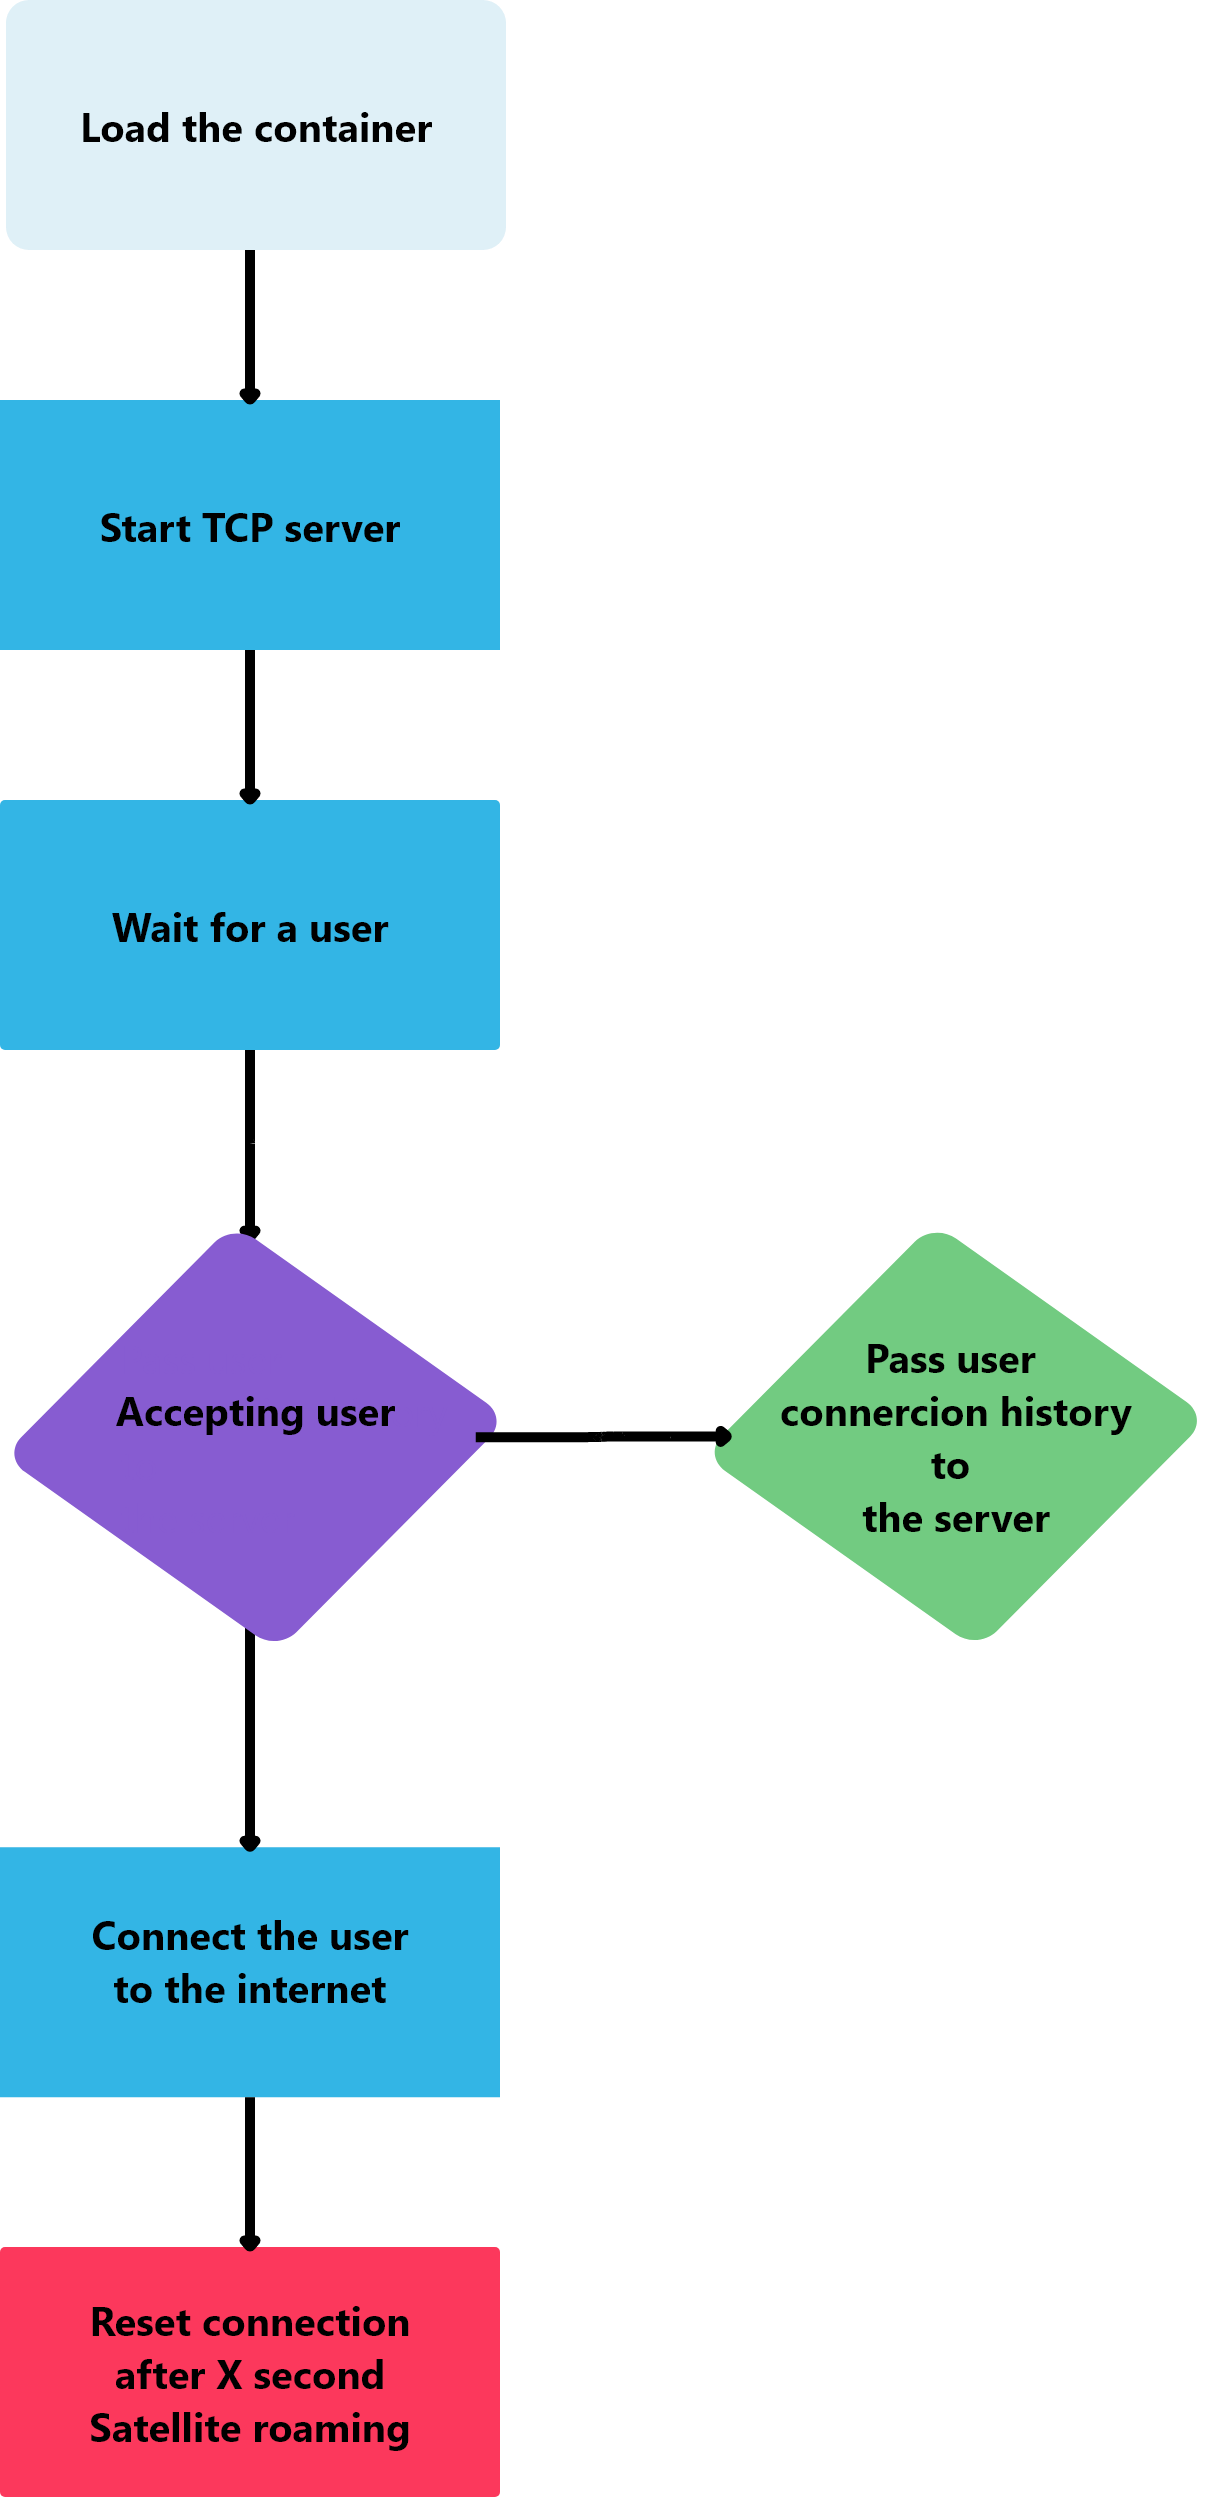 Load the container
Start TCP server
Wait for a user
Accepting user
Pass user
connercion history
to
the server
Connect the user
to the internet
Reset connection
after X second
Satellite roaming